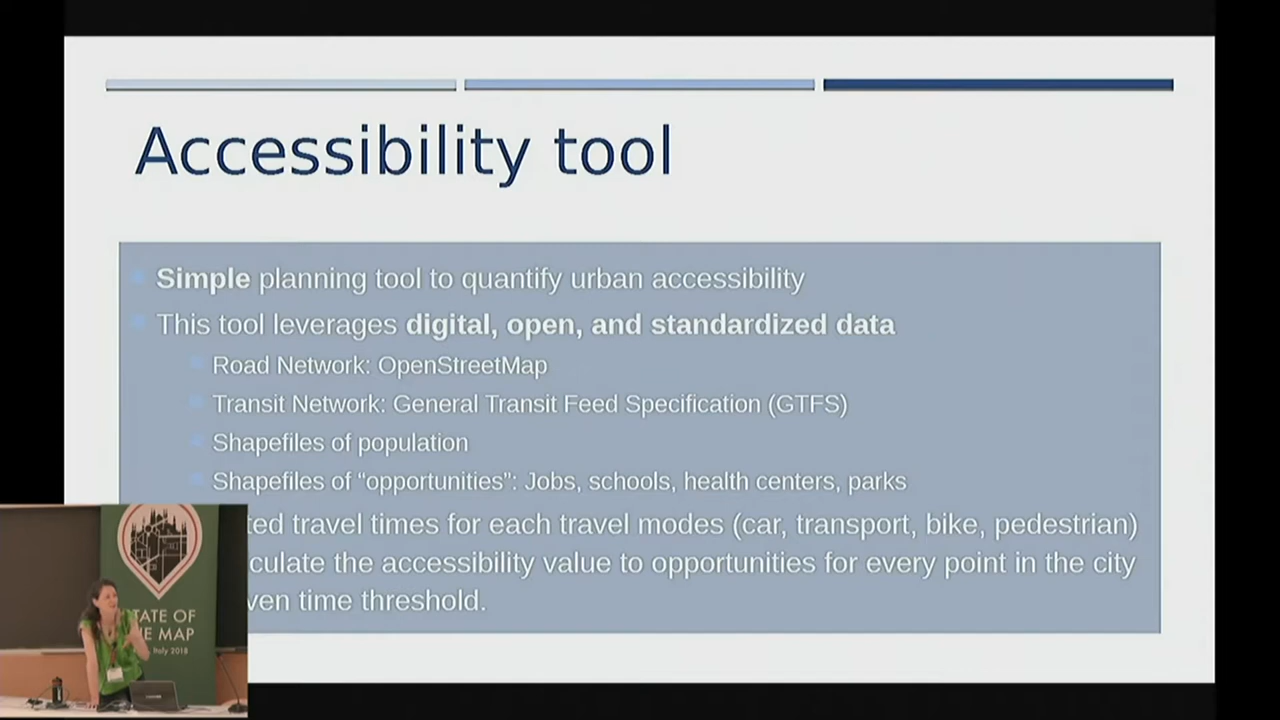 Accessibility tool
Simple planning tool to quantify urban accessibility
This tool leverages digital, open, and standardized data
Road Network: OpenStreetMap
Transit Network: General Transit Feed Specification (GTFS)
Shapefiles of population
Shapefiles of “opportunities”: Jobs, schools, health centers, parks
ted travel times for each travel modes (car, transport, bike, pedestrian)
culate the accessibility value to opportunities for every point in the city
ven time threshold.
TATE OF
E MAP
, Italy 2018